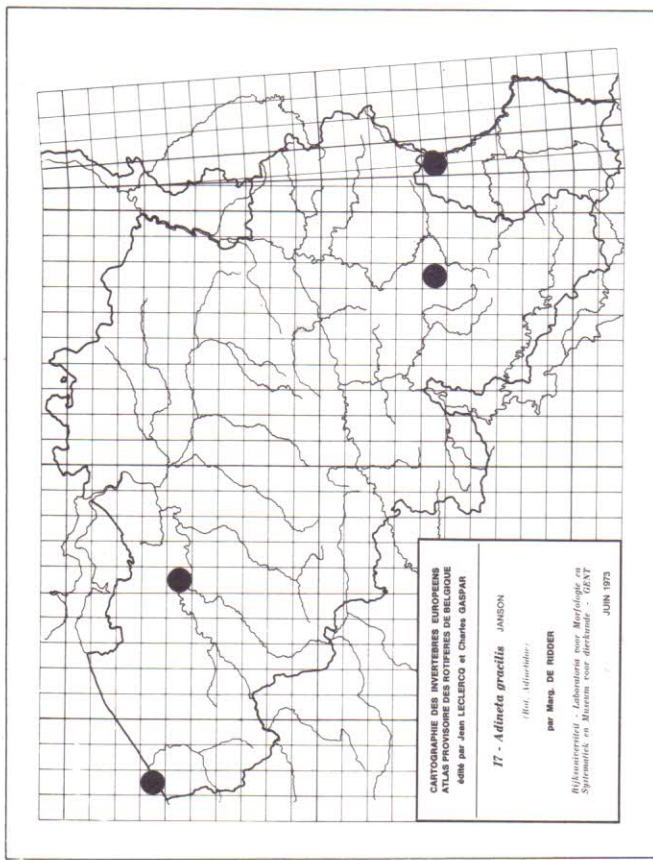 CARTOGRAPHIE DES INVERTEBRES EUROPEENS
ATLAS PROVISOIRE DES ROTIFERES DE BELGIQUE
édité par Jean LECLERCQ et Charles GASPAR
17 - Adineta gracilis JANSON
(Rot. Adinetidae)
par Marg. DE RIDDER
Rijksuniversiteit - Laboratoria voor Morfologie en
Systematiek en Museum voor dierkunde - GENT
JUIN 1973